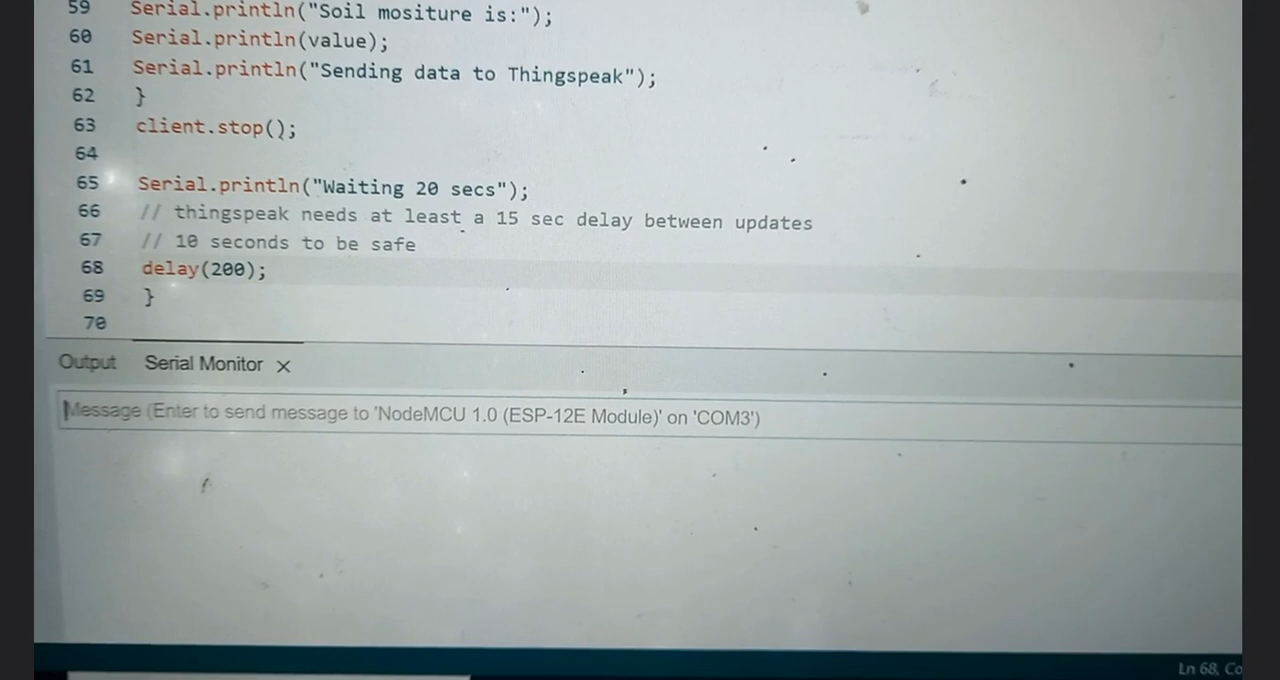 59 Serial.println("Soil mositure is:");
60 Serial.println(value);
61 Serial.println("Sending data to Thingspeak");
62 }
63 client.stop();
64
65 Serial.println("Waiting 20 secs");
66 // thingspeak needs at least a 15 sec delay between updates
67 // 10 seconds to be safe
68 delay(200);
69 }
70
Output Serial Monitor ×
Message (Enter to send message to 'NodeMCU 1.0 (ESP-12E Module)' on 'COM3')
Ln 68, Co